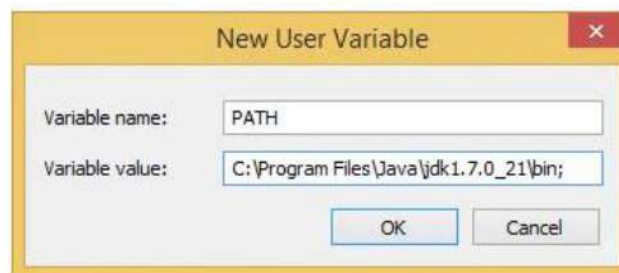 New User Variable
Variable name: PATH
Variable value: C:\Program Files\Java\jdk1.7.0_21\bin;
OK Cancel